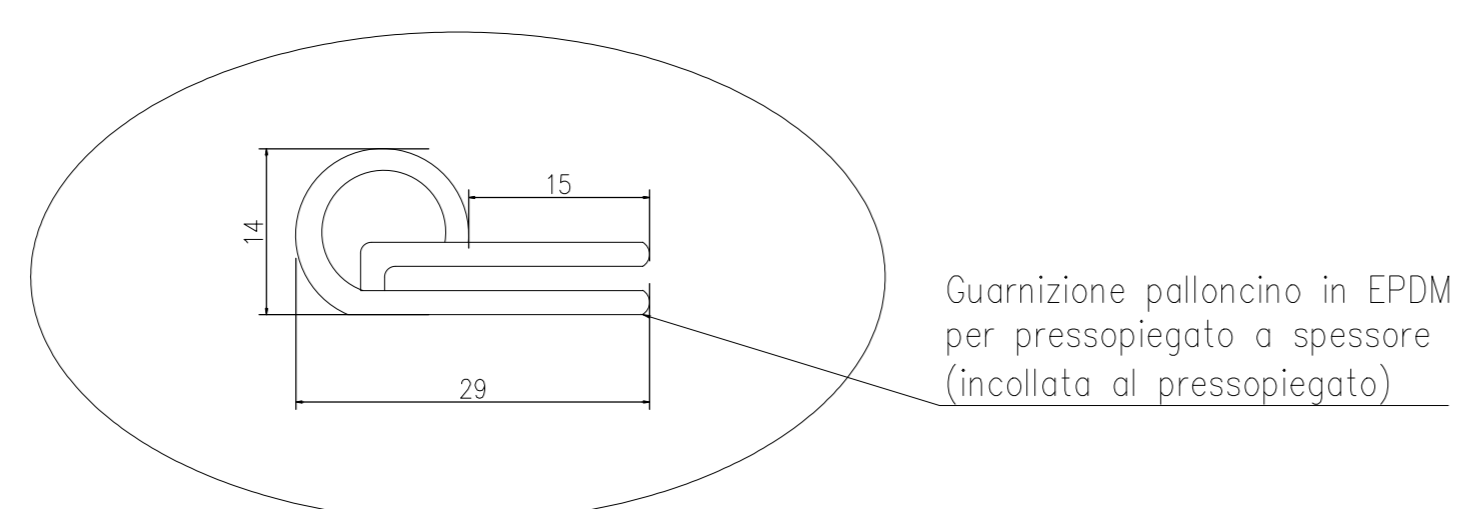 15
14
29
Guarnizione palloncino in EPDM
per pressopiegato a spessore
(incollata al pressopiegato)